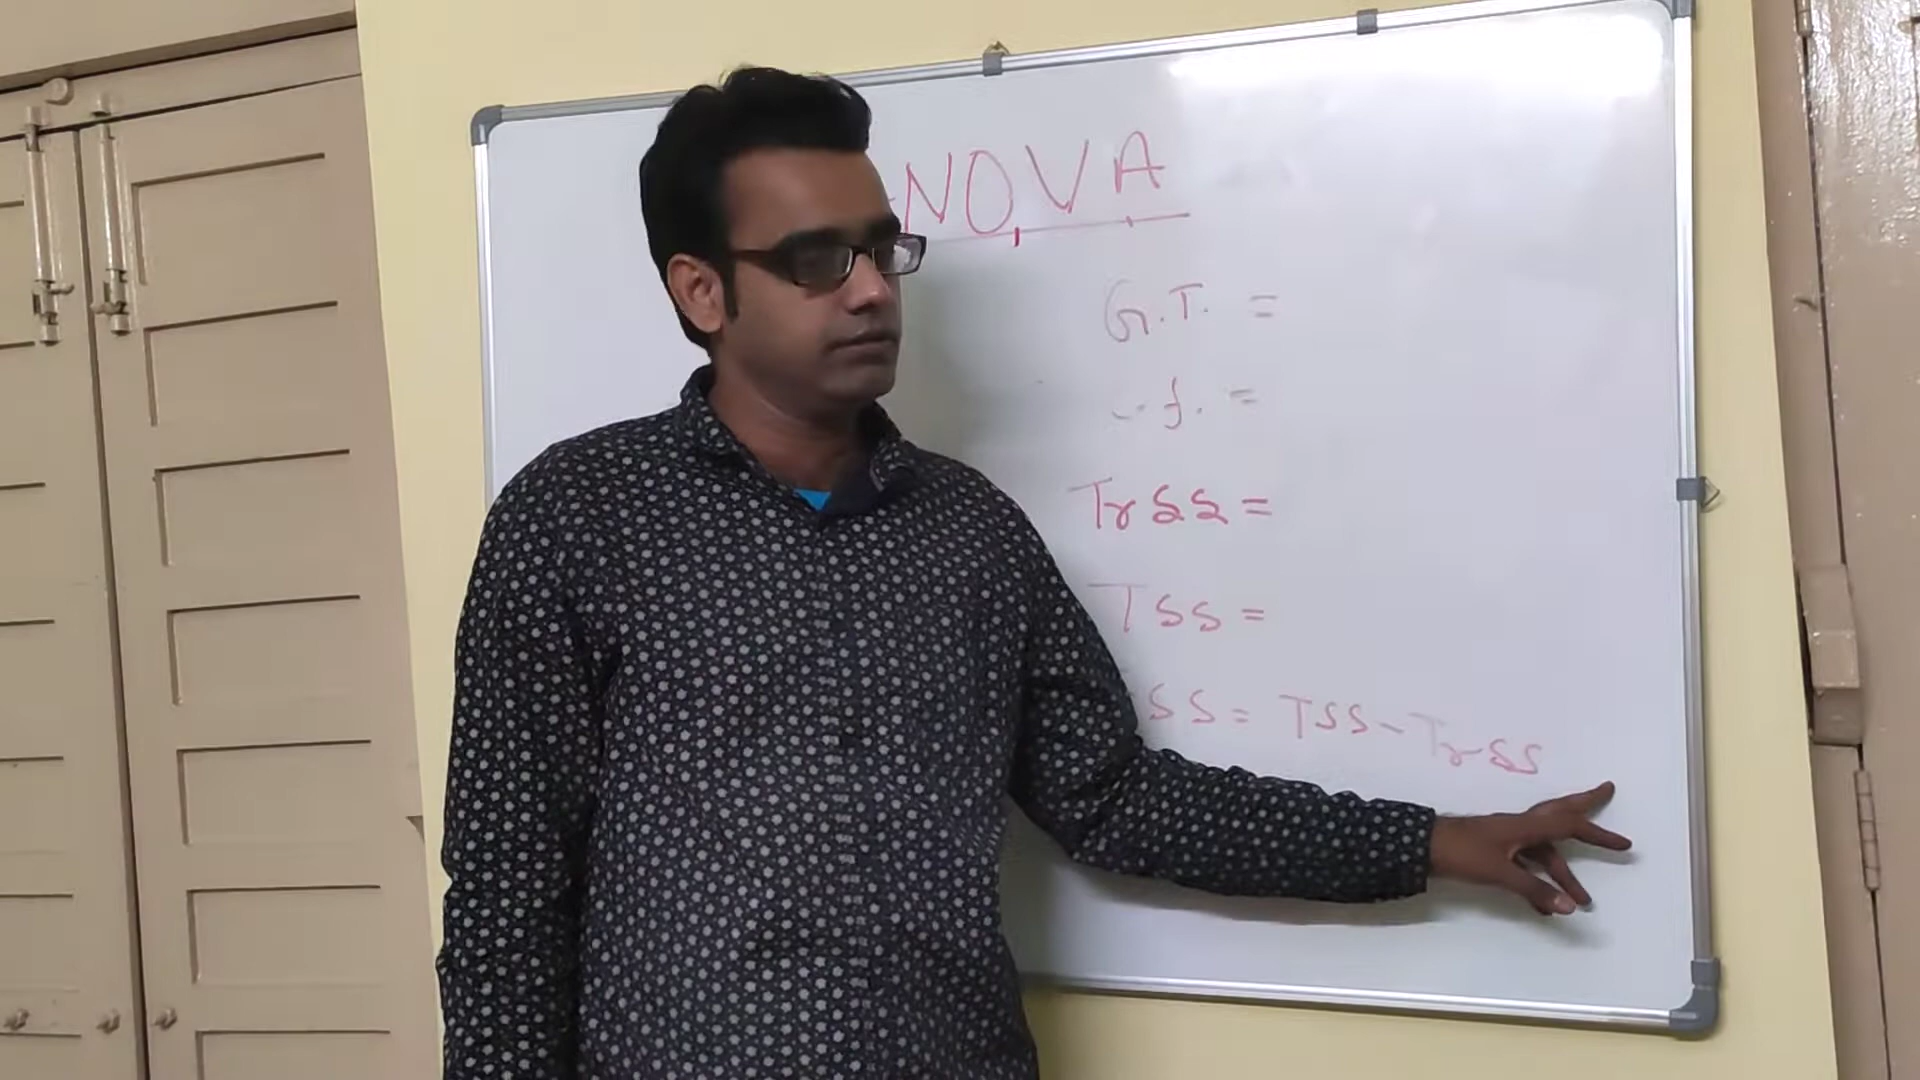 NOVA
G.T. =
.f. =
TrSS =
TSS =
SS = TSS - TrSS